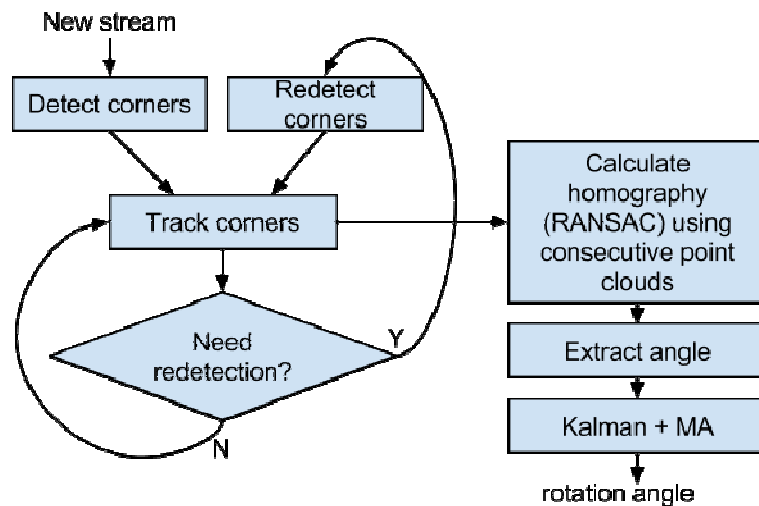 New stream
Detect corners
Redetect
corners
Track corners
Need
redetection?
Y
N
Calculate
homography
(RANSAC) using
consecutive point
clouds
Extract angle
Kalman + MA
rotation angle